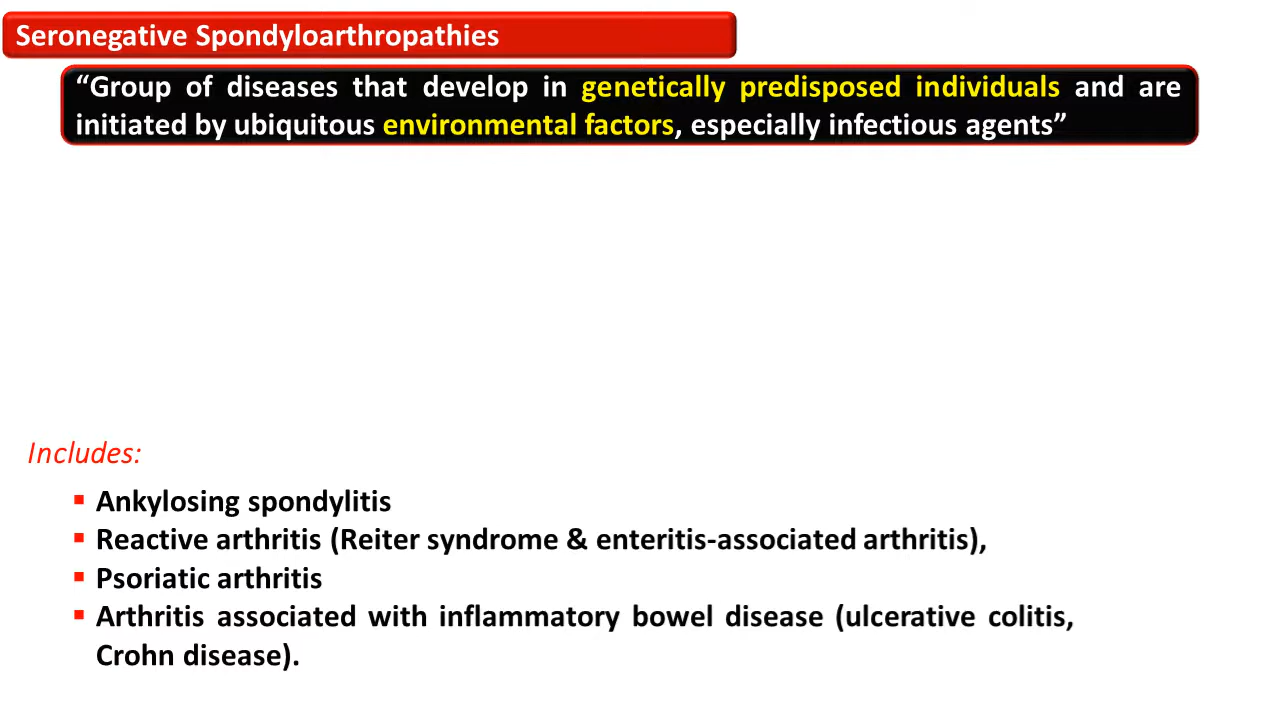 Seronegative Spondyloarthropathies
“Group of diseases that develop in genetically predisposed individuals and are
initiated by ubiquitous environmental factors, especially infectious agents”
Includes:
▪ Ankylosing spondylitis
▪ Reactive arthritis (Reiter syndrome & enteritis-associated arthritis),
▪ Psoriatic arthritis
▪ Arthritis associated with inflammatory bowel disease (ulcerative colitis,
Crohn disease).